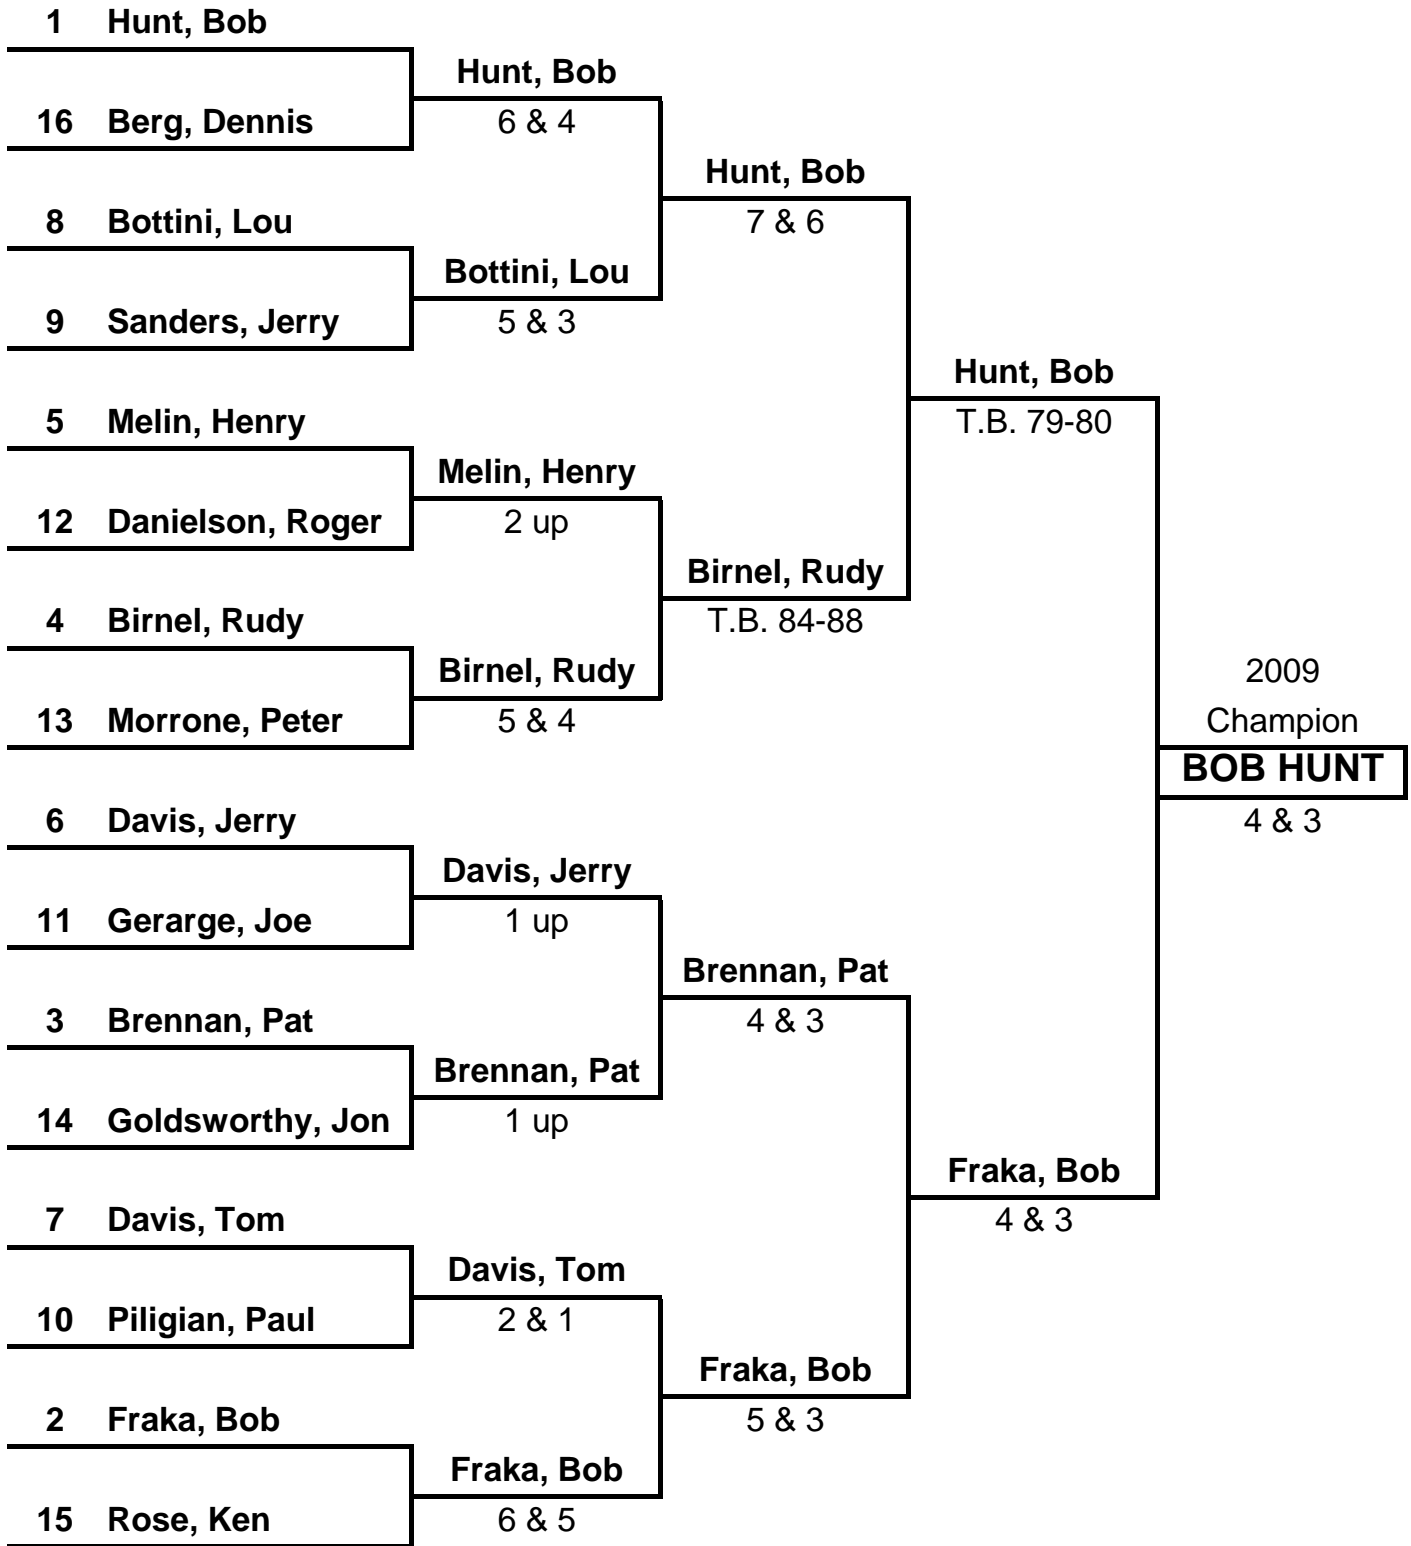 1 Hunt, Bob
Hunt, Bob
16 Berg, Dennis 6 & 4
Hunt, Bob
8 Bottini, Lou 7 & 6
Bottini, Lou
9 Sanders, Jerry 5 & 3
Hunt, Bob
5 Melin, Henry T.B. 79-80
Melin, Henry
12 Danielson, Roger 2 up
Birnel, Rudy
4 Birnel, Rudy T.B. 84-88
Birnel, Rudy 2009
13 Morrone, Peter 5 & 4 Champion
BOB HUNT
6 Davis, Jerry 4 & 3
Davis, Jerry
11 Gerarge, Joe 1 up
Brennan, Pat
3 Brennan, Pat 4 & 3
Brennan, Pat
14 Goldsworthy, Jon 1 up
Fraka, Bob
7 Davis, Tom 4 & 3
Davis, Tom
10 Piligian, Paul 2 & 1
Fraka, Bob
2 Fraka, Bob 5 & 3
Fraka, Bob
15 Rose, Ken 6 & 5